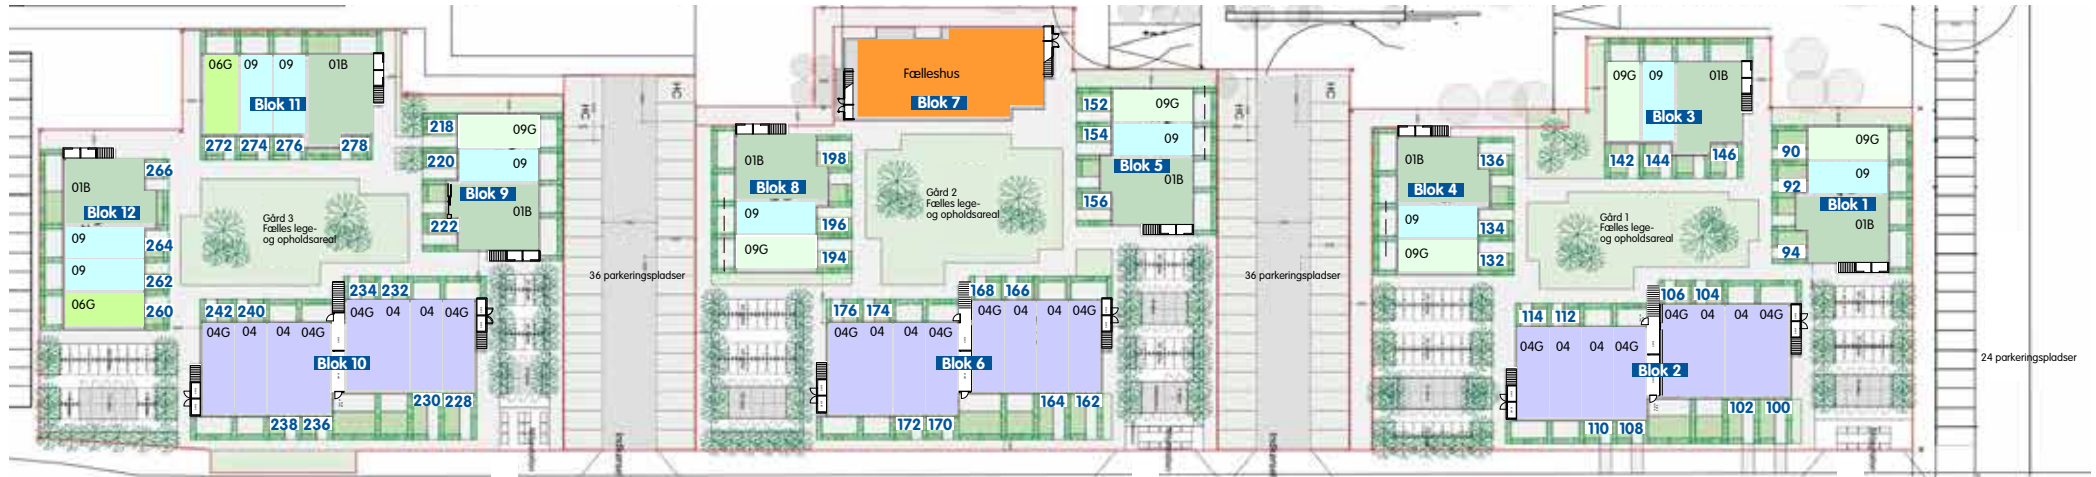 06G
09
09
01B
Blok 11
272
274
276
278
218
220
222
09G
09
Blok 9
01B
266
264
262
260
01B
Blok 12
09
09
06G
Gård 3
Fælles lege-
og opholdsareal
242
240
234
232
04G
04
04
04G
04G
04
04
04G
Blok 10
238
236
230
228
HC
36 parkeringspladser
HC
Fælleshus
Blok 7
01B
Blok 8
09
09G
198
196
194
Gård 2
Fælles lege-
og opholdsareal
152
154
156
09G
09
Blok 5
01B
176
174
168
166
04G
04
04
04G
04G
04G
04
04
Blok 6
172
170
164
162
HC
36 parkeringspladser
HC
01B
Blok 4
09
09G
136
134
132
09G
09
01B
Blok 3
142
144
146
Gård 1
Fælles lege-
og opholdsareal
90
92
94
09G
09
Blok 1
01B
114
112
106
104
04G
04
04
04G
04G
04
04
04G
Blok 2
110
108
102
100
24 parkeringspladser